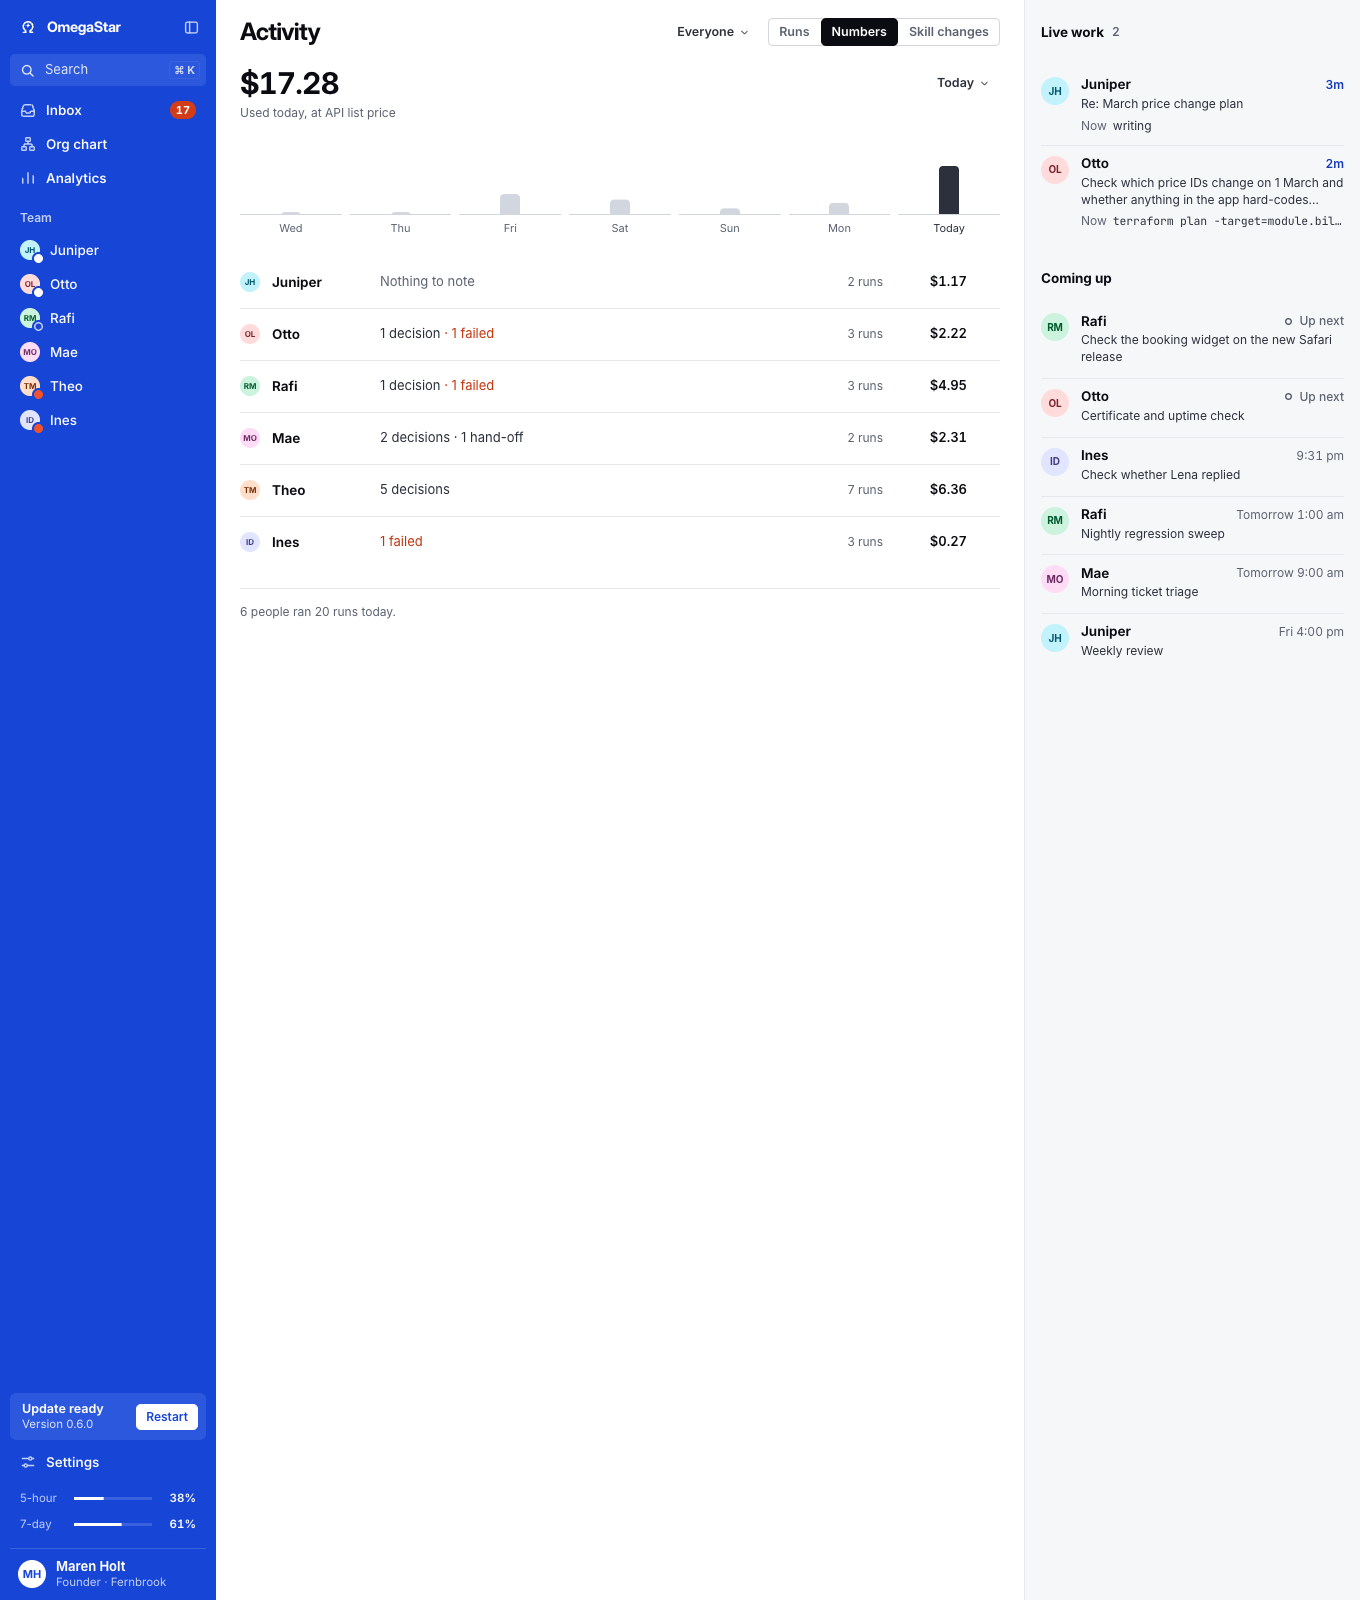 OmegaStar
Search ⌘ K
Inbox 17
Org chart
Analytics
Team
JH Juniper
OL Otto
RM Rafi
MO Mae
TM Theo
ID Ines
Update ready
Version 0.6.0
Restart
Settings
5-hour 38%
7-day 61%
MH Maren Holt
Founder · Fernbrook
Activity
Everyone Runs Numbers Skill changes
$17.28
Today
Used today, at API list price
Wed Thu Fri Sat Sun Mon Today
JH Juniper Nothing to note 2 runs $1.17
OL Otto 1 decision · 1 failed 3 runs $2.22
RM Rafi 1 decision · 1 failed 3 runs $4.95
MO Mae 2 decisions · 1 hand-off 2 runs $2.31
TM Theo 5 decisions 7 runs $6.36
ID Ines 1 failed 3 runs $0.27
6 people ran 20 runs today.
Live work 2
JH Juniper 3m
Re: March price change plan
Now writing
OL Otto 2m
Check which price IDs change on 1 March and
whether anything in the app hard-codes…
Now terraform plan -target=module.bil…
Coming up
RM Rafi Up next
Check the booking widget on the new Safari
release
OL Otto Up next
Certificate and uptime check
ID Ines 9:31 pm
Check whether Lena replied
RM Rafi Tomorrow 1:00 am
Nightly regression sweep
MO Mae Tomorrow 9:00 am
Morning ticket triage
JH Juniper Fri 4:00 pm
Weekly review